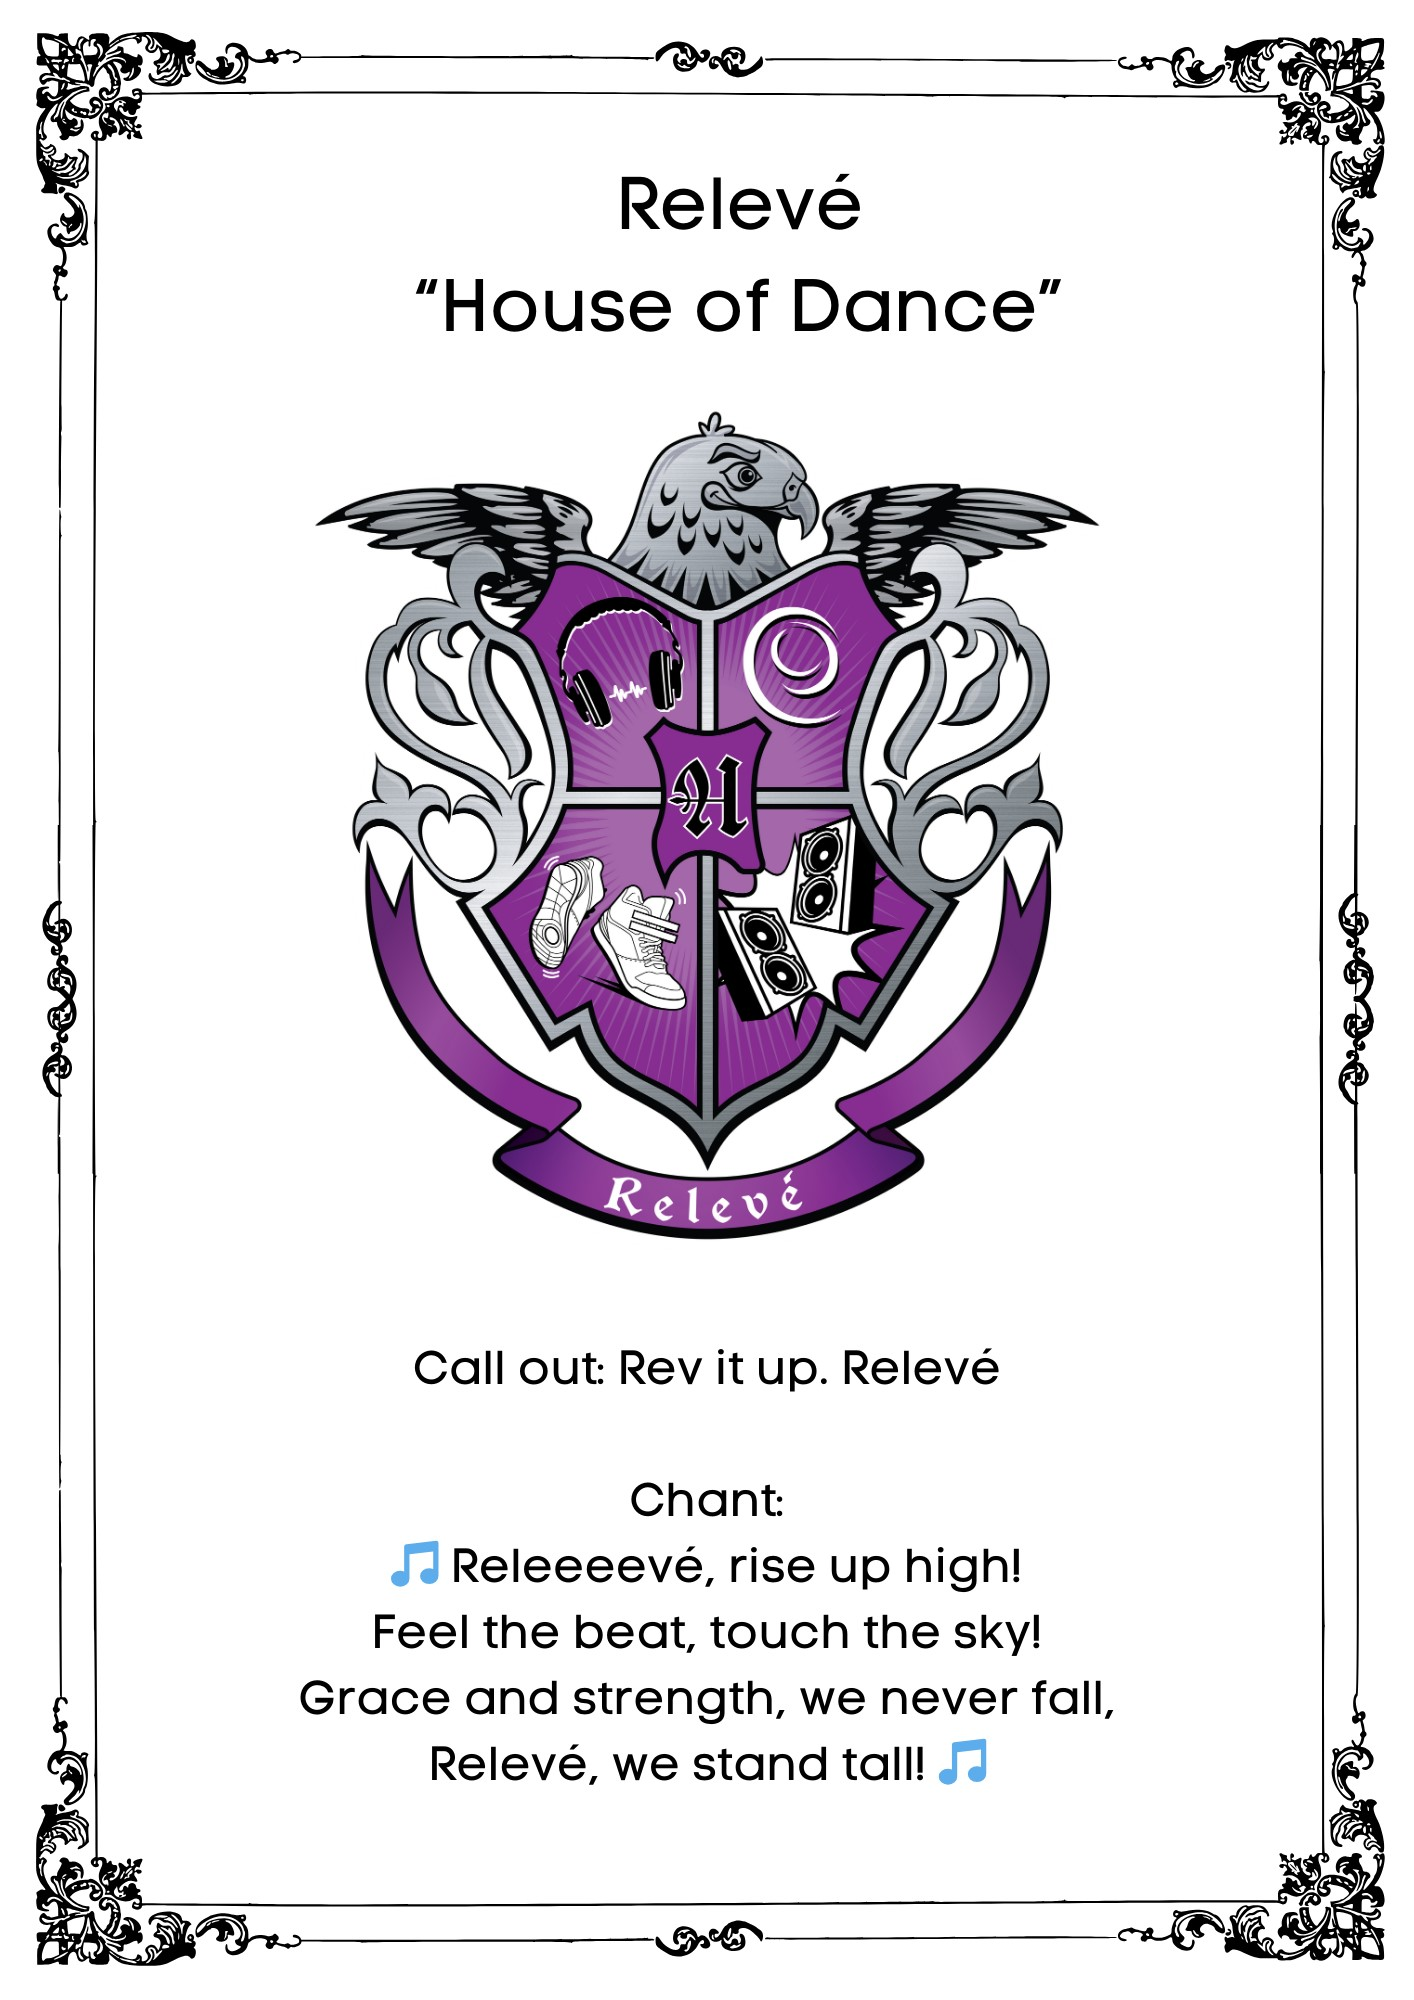 Relevé
“House of Dance”
Relevé
Call out: Rev it up. Relevé
Chant:
🎵 Releeeevé, rise up high!
Feel the beat, touch the sky!
Grace and strength, we never fall,
Relevé, we stand tall! 🎵